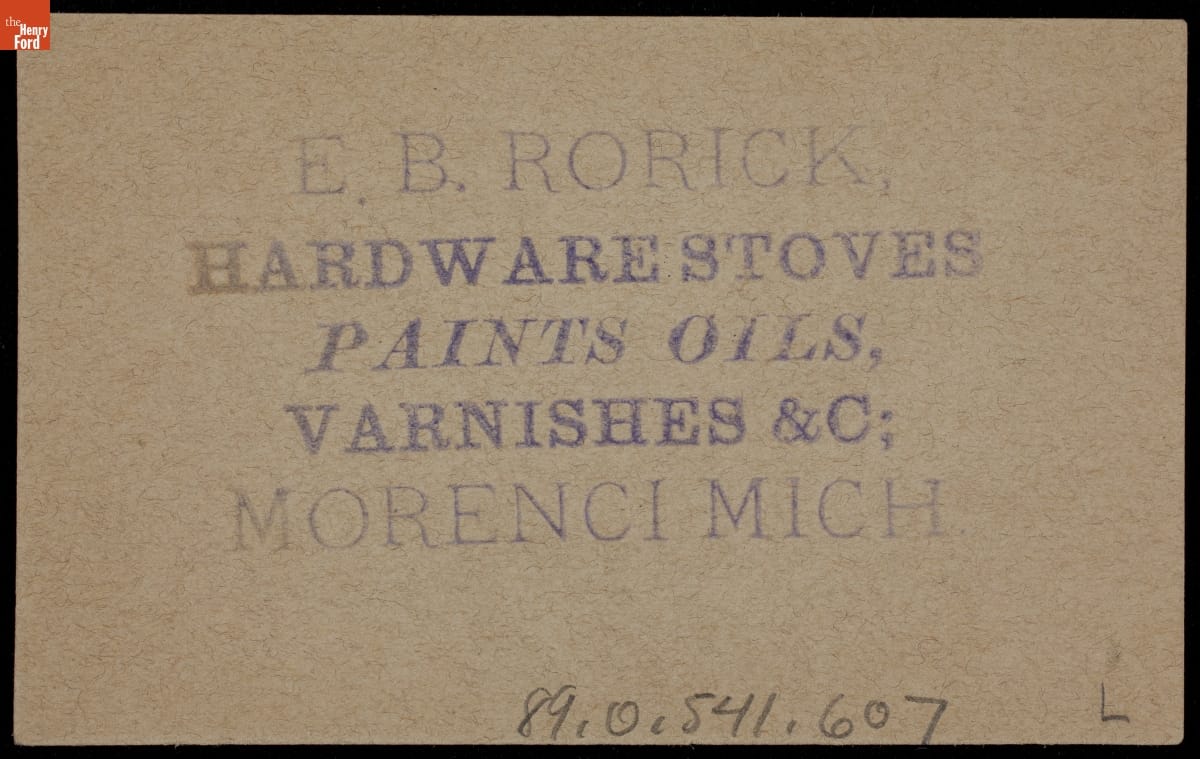 the
Henry
Ford
E. B. RORICK,
HARDWARE STOVES
PAINTS OILS,
VARNISHES &C;
MORENCI MICH.
89.0.541.607
L